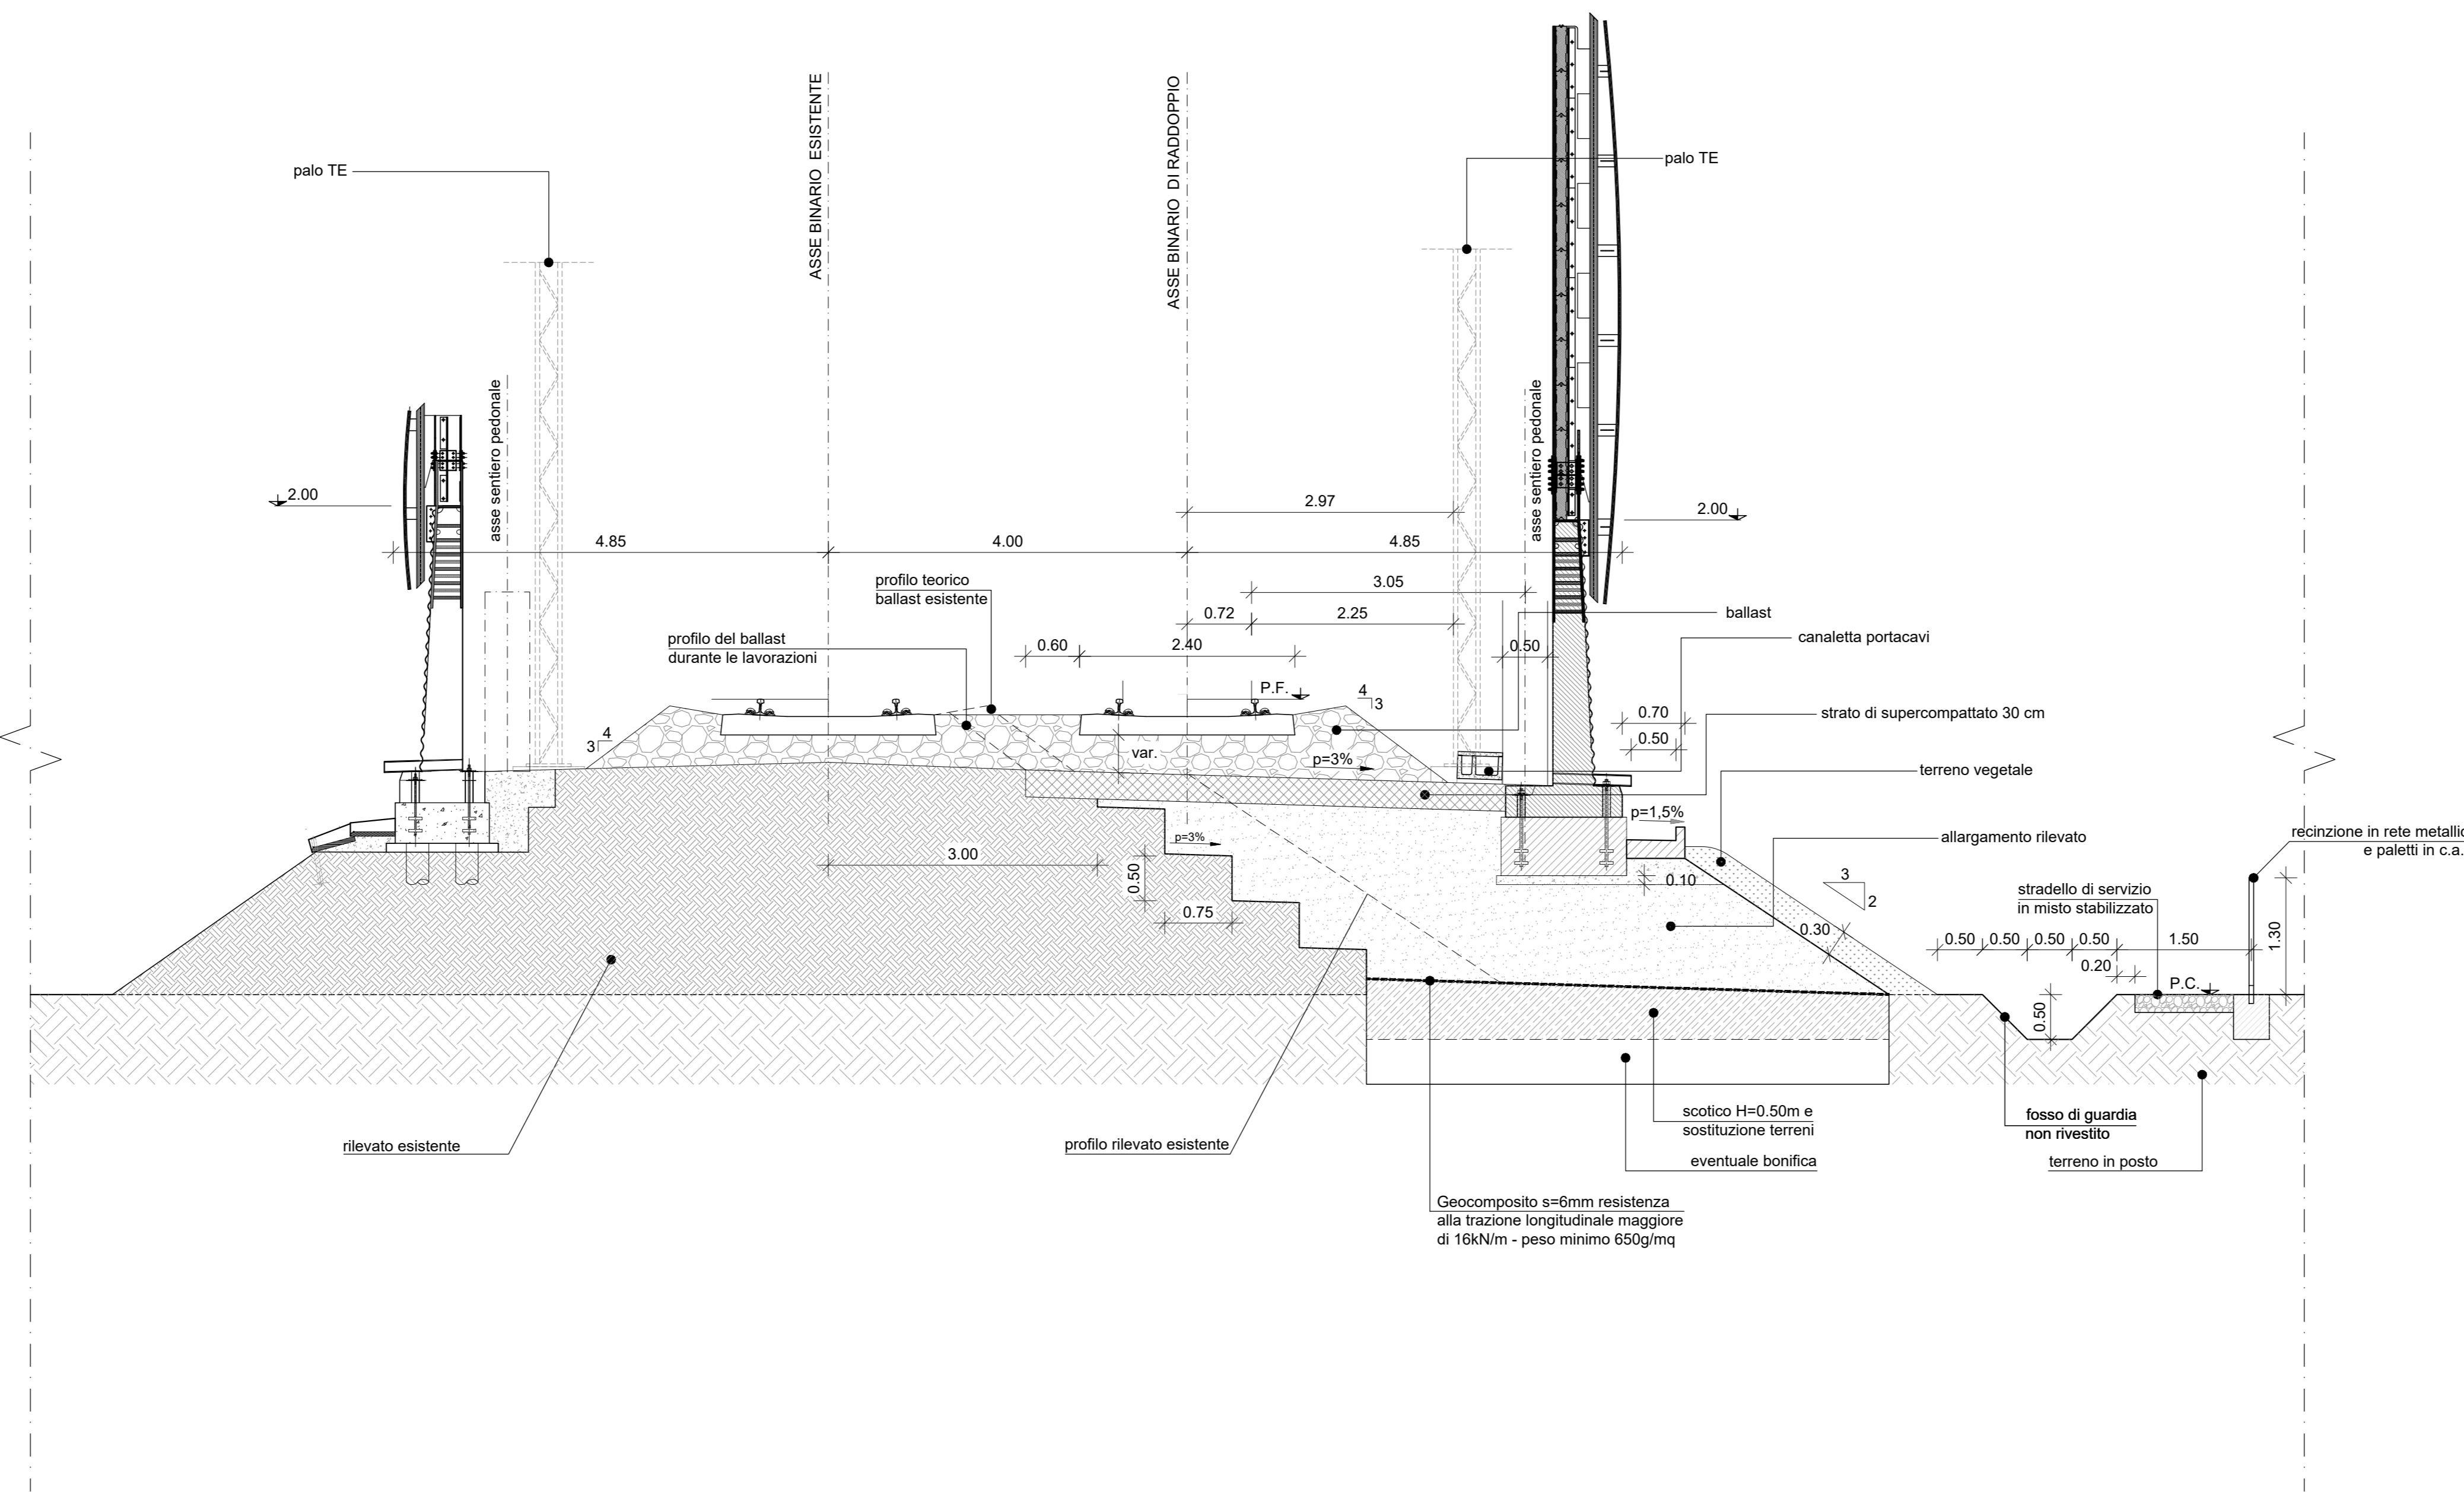 ASSE BINARIO ESISTENTE
ASSE BINARIO DI RADDOPPIO
palo TE
palo TE
asse sentiero pedonale
asse sentiero pedonale
2.00
2.97
2.00
4.85
4.00
4.85
profilo teorico
ballast esistente
3.05
0.72
2.25
ballast
profilo del ballast
durante le lavorazioni
0.60
2.40
0.50
canaletta portacavi
P.F.
4
3
0.70
strato di supercompattato 30 cm
4
3
0.50
var.
p=3%
terreno vegetale
p=1,5%
p=3%
allargamento rilevato
recinzione in rete metallic
e paletti in c.a.
3.00
0.50
0.10
3
2
stradello di servizio
in misto stabilizzato
0.75
0.30
0.50
0.50
0.50
0.50
1.50
1.30
0.20
P.C.
0.50
scotico H=0.50m e
sostituzione terreni
fosso di guardia
non rivestito
rilevato esistente
profilo rilevato esistente
eventuale bonifica
terreno in posto
Geocomposito s=6mm resistenza
alla trazione longitudinale maggiore
di 16kN/m - peso minimo 650g/mq